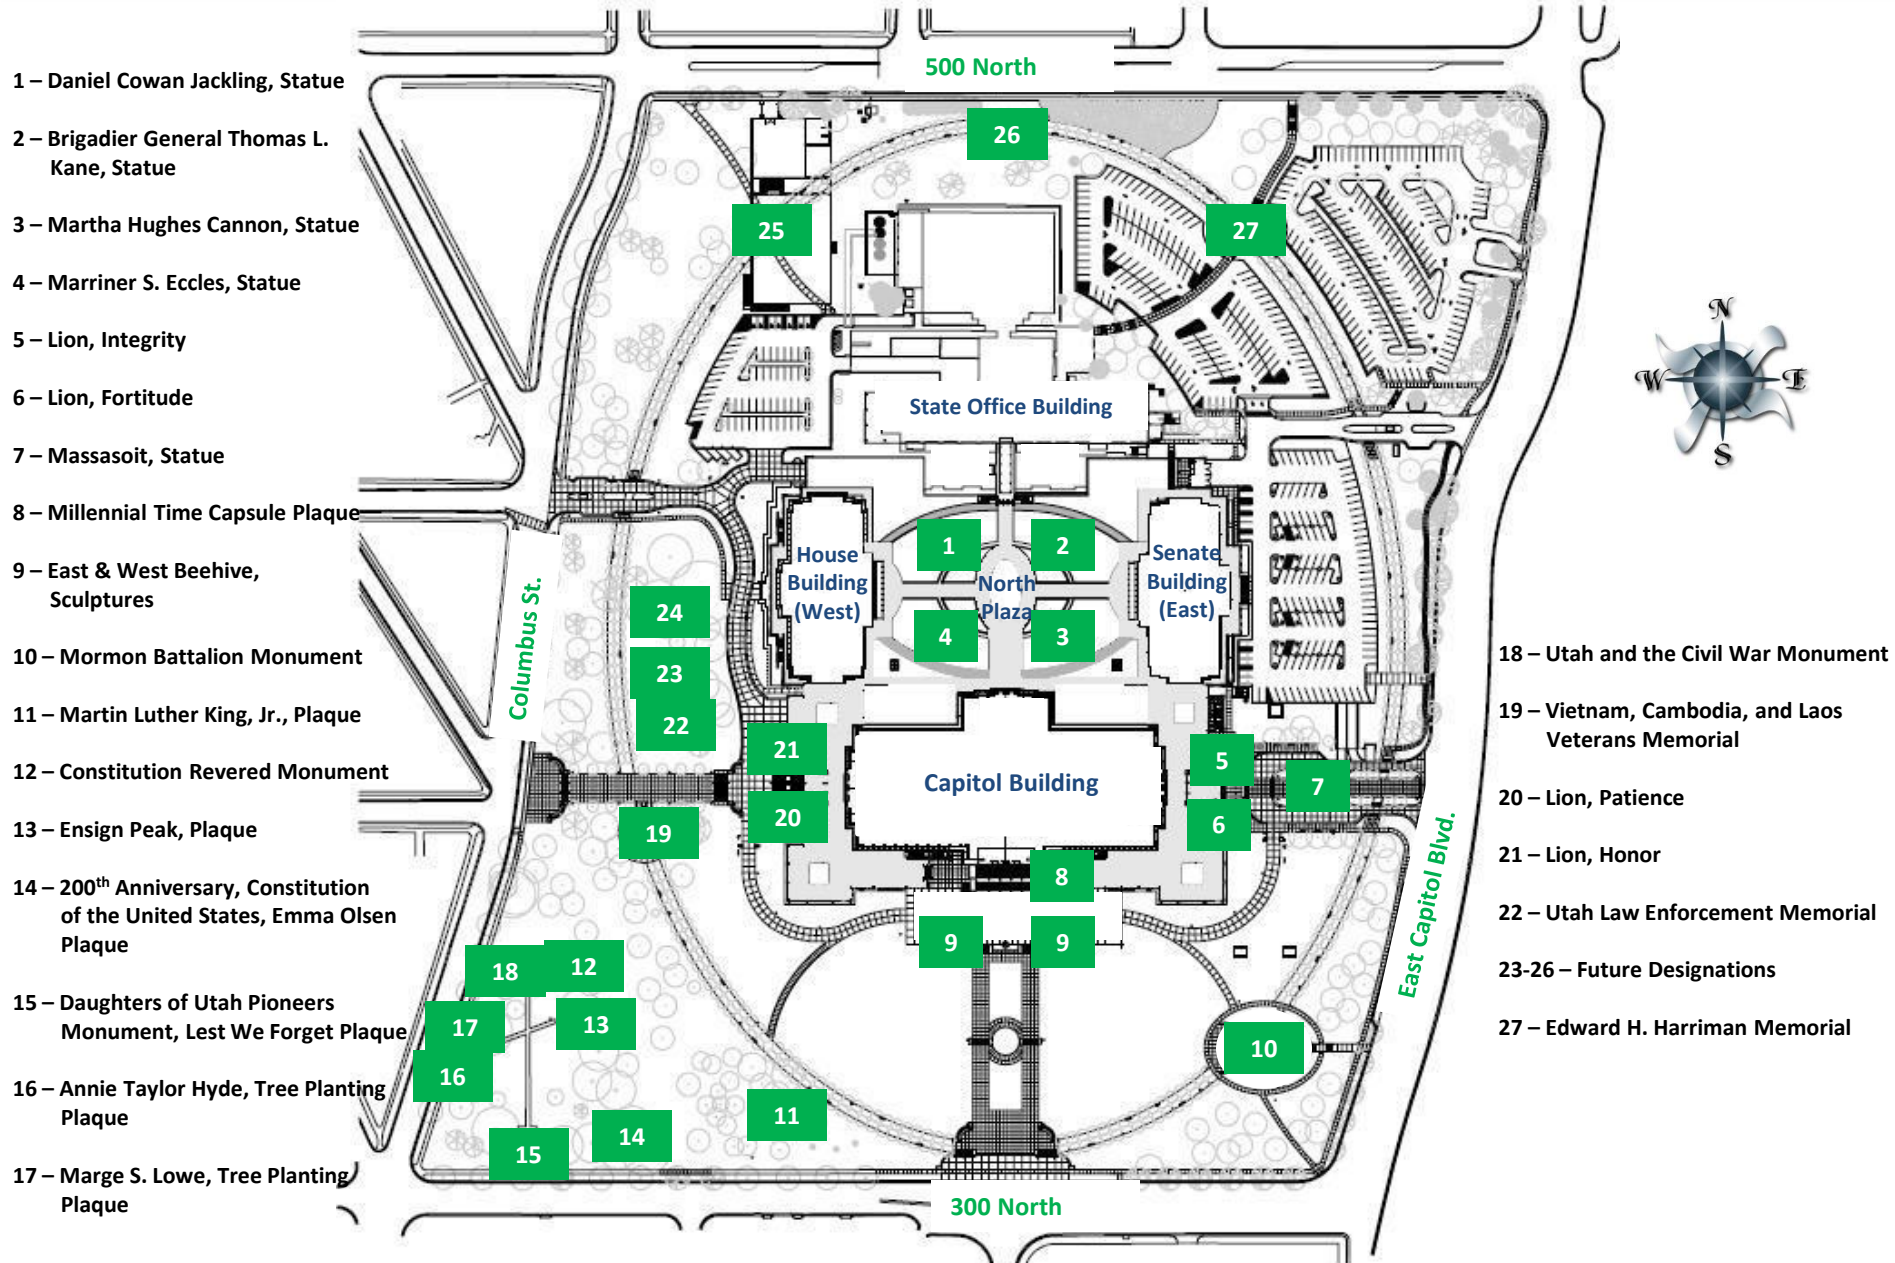 1 – Daniel Cowan Jackling, Statue
2 – Brigadier General Thomas L.
Kane, Statue
3 – Martha Hughes Cannon, Statue
4 – Marriner S. Eccles, Statue
5 – Lion, Integrity
6 – Lion, Fortitude
7 – Massasoit, Statue
8 – Millennial Time Capsule Plaque
9 – East & West Beehive,
Sculptures
10 – Mormon Battalion Monument
11 – Martin Luther King, Jr., Plaque
12 – Constitution Revered Monument
13 – Ensign Peak, Plaque
14 – 200th Anniversary, Constitution
of the United States, Emma Olsen
Plaque
15 – Daughters of Utah Pioneers
Monument, Lest We Forget Plaque
16 – Annie Taylor Hyde, Tree Planting
Plaque
17 – Marge S. Lowe, Tree Planting
Plaque
500 North
26
25
27
State Office Building
House
Building
(West)
1
2
North
Plaza
4
3
Senate
Building
(East)
Columbus St.
24
23
22
21
20
19
Capitol Building
5
7
6
8
9
9
East Capitol Blvd.
18
12
17
13
16
15
14
11
10
300 North
N
W
E
S
18 – Utah and the Civil War Monument
19 – Vietnam, Cambodia, and Laos
Veterans Memorial
20 – Lion, Patience
21 – Lion, Honor
22 – Utah Law Enforcement Memorial
23-26 – Future Designations
27 – Edward H. Harriman Memorial